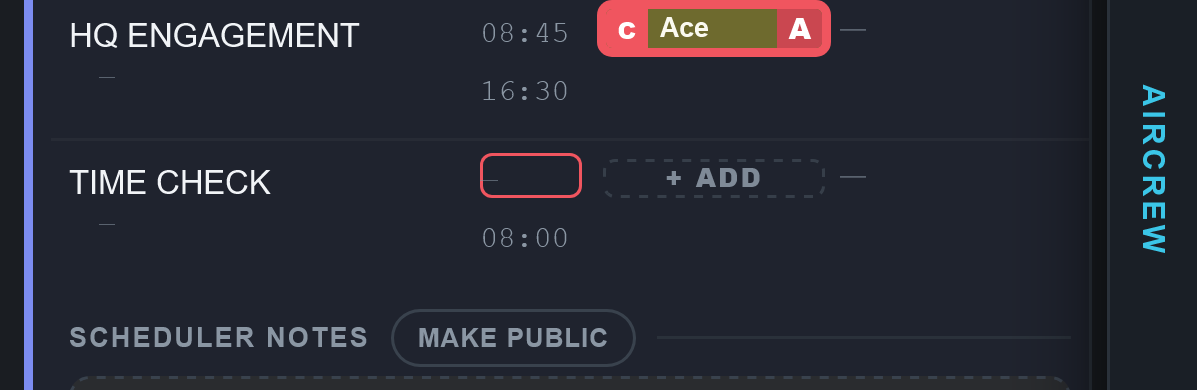 HQ ENGAGEMENT 08:45 C Ace A —
— 16:30
TIME CHECK — + ADD —
— 08:00
SCHEDULER NOTES MAKE PUBLIC
AIRCREW